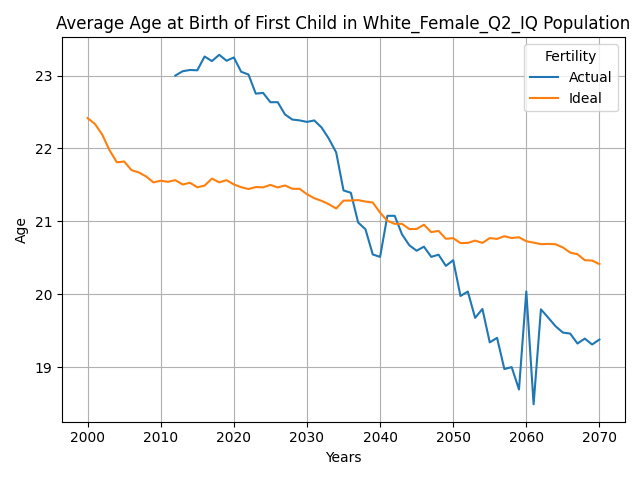 Average Age at Birth of First Child in White_Female_Q2_IQ Population
Fertility
Actual
Ideal
23
22
21
20
19
Age
2000 2010 2020 2030 2040 2050 2060 2070
Years